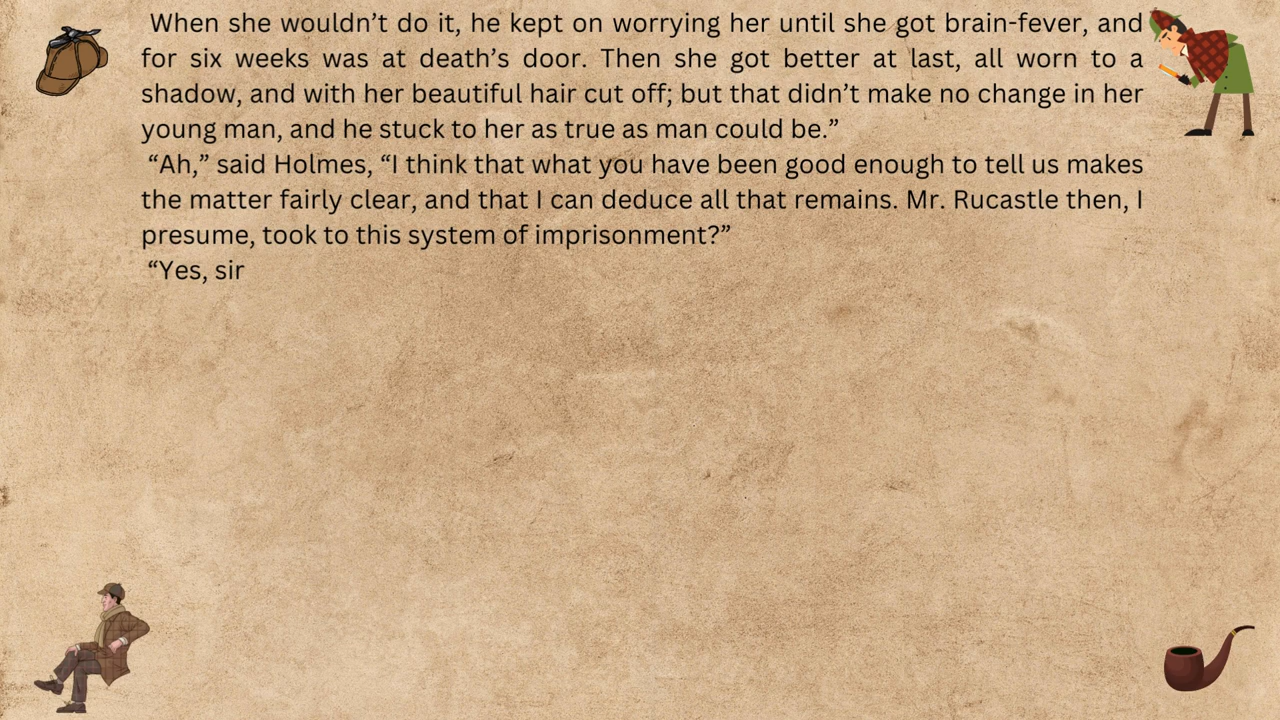 When she wouldn’t do it, he kept on worrying her until she got brain-fever, and
for six weeks was at death’s door. Then she got better at last, all worn to a
shadow, and with her beautiful hair cut off; but that didn’t make no change in her
young man, and he stuck to her as true as man could be.”
“Ah,” said Holmes, “I think that what you have been good enough to tell us makes
the matter fairly clear, and that I can deduce all that remains. Mr. Rucastle then, I
presume, took to this system of imprisonment?”
“Yes, sir